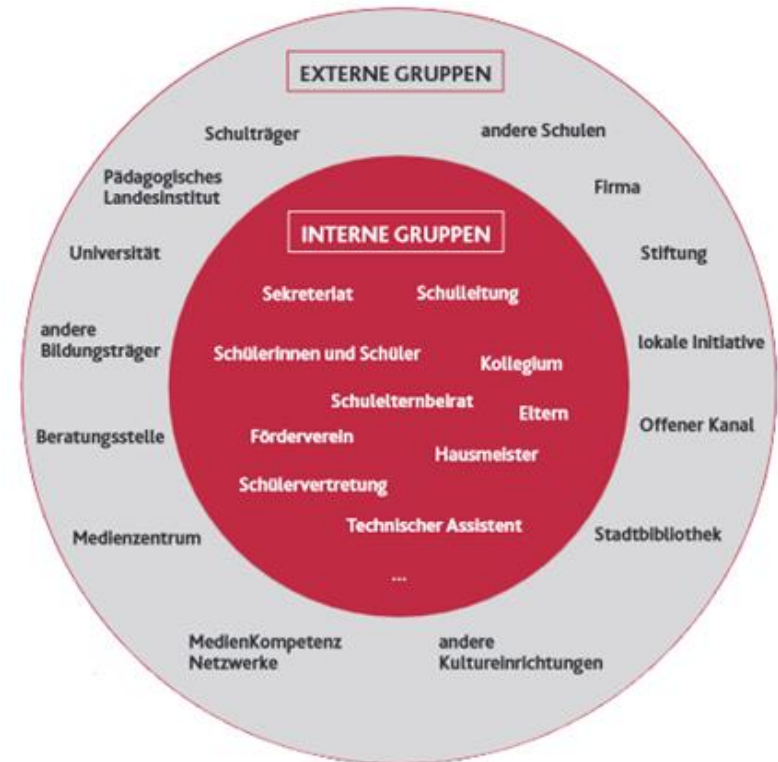 EXTERNE GRUPPEN
Schulträger
andere Schulen
Pädagogisches
Landesinstitut
Firma
Universität
Stiftung
andere
Bildungsträger
lokale Initiative
Beratungsstelle
Offener Kanal
Medienzentrum
Stadtbibliothek
MedienKompetenz
Netzwerke
andere
Kultureinrichtungen
INTERNE GRUPPEN
Sekreteriat
Schulleitung
Schülerinnen und Schüler
Kollegium
Schulelternbeirat
Eltern
Förderverein
Hausmeister
Schülervertretung
Technischer Assistent
...